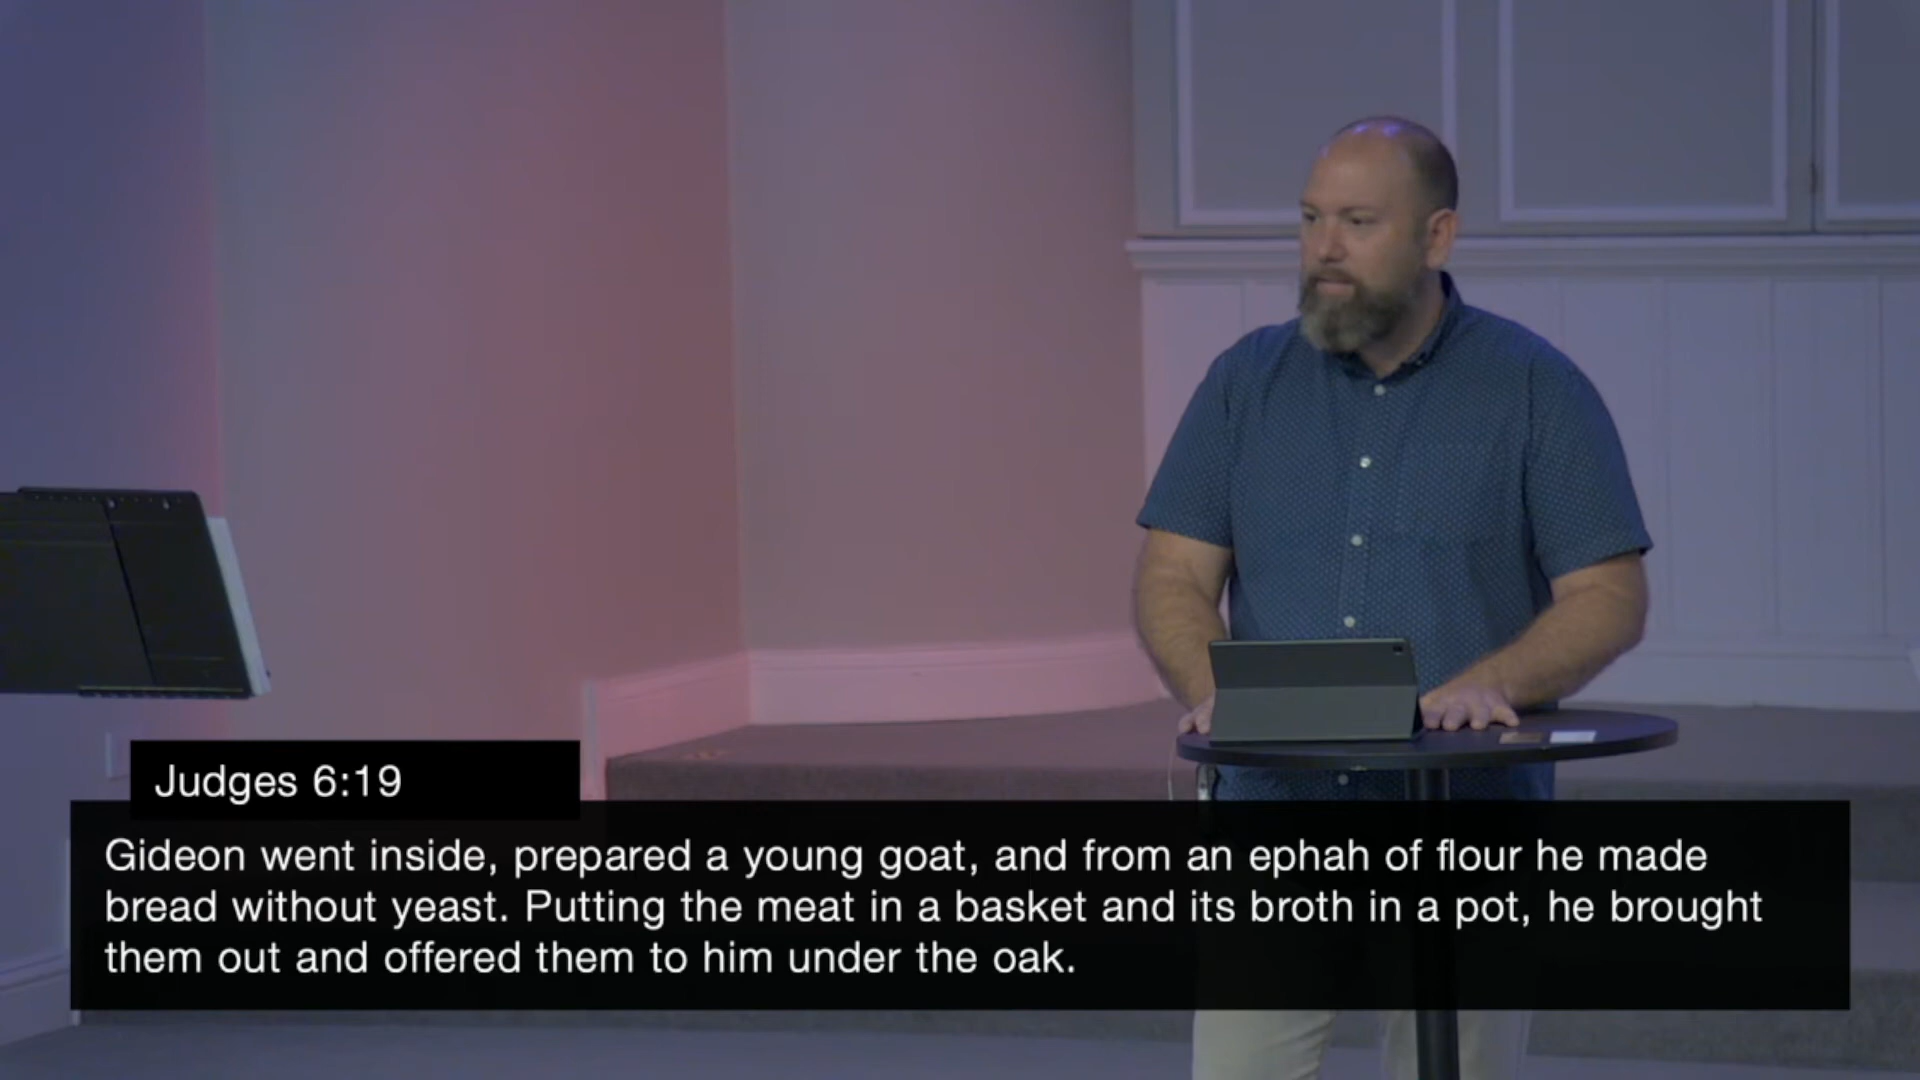 Judges 6:19
Gideon went inside, prepared a young goat, and from an ephah of flour he made
bread without yeast. Putting the meat in a basket and its broth in a pot, he brought
them out and offered them to him under the oak.